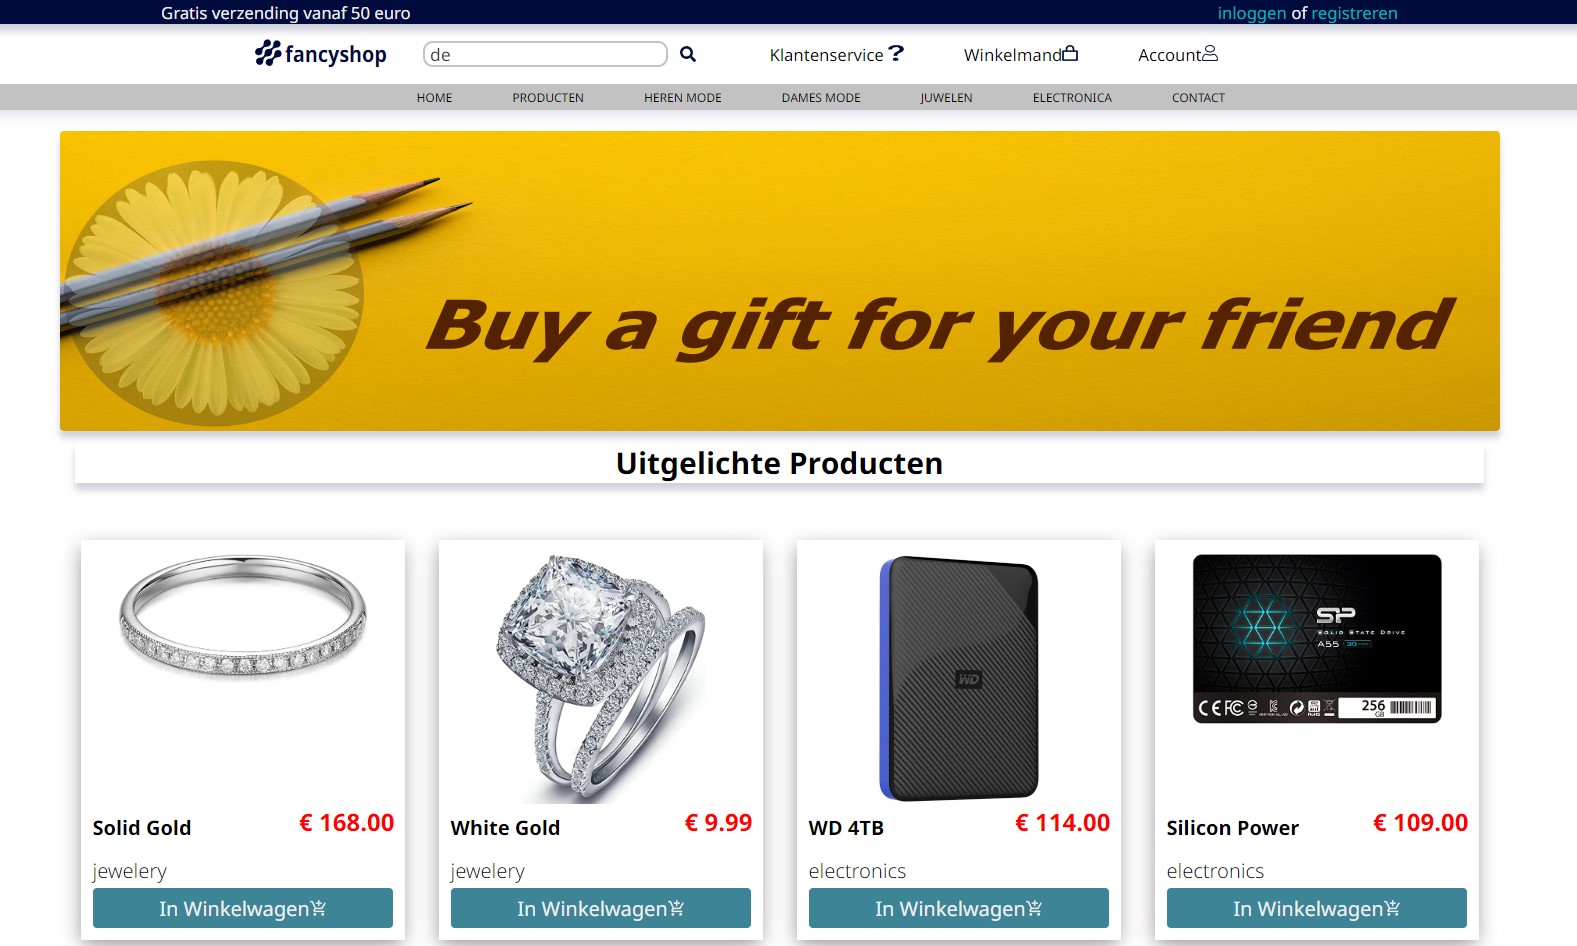 Gratis verzending vanaf 50 euro
inloggen of registreren
fancyshop
de
Klantenservice ?
Winkelmand
Account
HOME PRODUCTEN HEREN MODE DAMES MODE JUWELEN ELECTRONICA CONTACT
Buy a gift for your friend
Uitgelichte Producten
WD
SP
SOLID STATE DRIVE
A55
256
GB
Solid Gold € 168.00
jewelery
In Winkelwagen
White Gold € 9.99
jewelery
In Winkelwagen
WD 4TB € 114.00
electronics
In Winkelwagen
Silicon Power € 109.00
electronics
In Winkelwagen